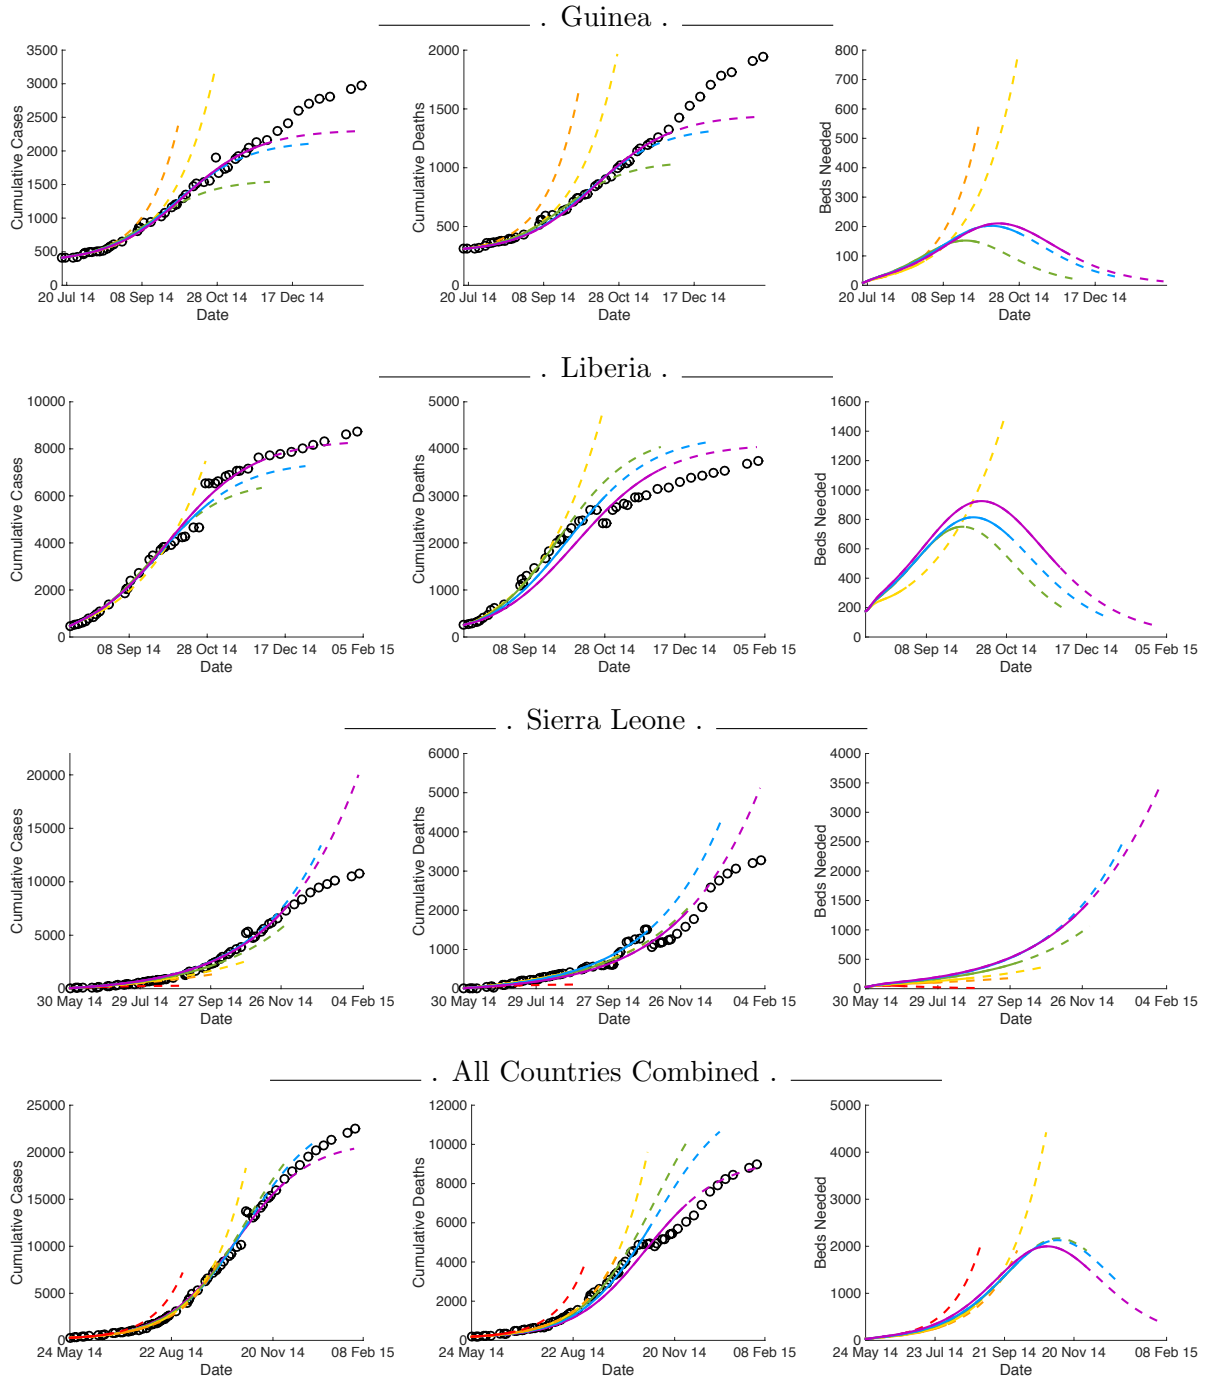 . Guinea .
3500
3000
2500
2000
1500
1000
500
0
Cumulative Cases
20 Jul 14 08 Sep 14 28 Oct 14 17 Dec 14
Date
2000
1500
1000
500
0
Cumulative Deaths
20 Jul 14 08 Sep 14 28 Oct 14 17 Dec 14
Date
800
700
600
500
400
300
200
100
0
Beds Needed
20 Jul 14 08 Sep 14 28 Oct 14 17 Dec 14
Date
. Liberia .
10000
8000
6000
4000
2000
0
Cumulative Cases
08 Sep 14 28 Oct 14 17 Dec 14 05 Feb 15
Date
5000
4000
3000
2000
1000
0
Cumulative Deaths
08 Sep 14 28 Oct 14 17 Dec 14 05 Feb 15
Date
1600
1400
1200
1000
800
600
400
200
0
Beds Needed
08 Sep 14 28 Oct 14 17 Dec 14 05 Feb 15
Date
. Sierra Leone .
20000
15000
10000
5000
0
Cumulative Cases
30 May 14 29 Jul 14 27 Sep 14 26 Nov 14 04 Feb 15
Date
6000
5000
4000
3000
2000
1000
0
Cumulative Deaths
30 May 14 29 Jul 14 27 Sep 14 26 Nov 14 04 Feb 15
Date
4000
3500
3000
2500
2000
1500
1000
500
0
Beds Needed
30 May 14 29 Jul 14 27 Sep 14 26 Nov 14 04 Feb 15
Date
. All Countries Combined .
25000
20000
15000
10000
5000
0
Cumulative Cases
24 May 14 22 Aug 14 20 Nov 14 08 Feb 15
Date
12000
10000
8000
6000
4000
2000
0
Cumulative Deaths
24 May 14 22 Aug 14 20 Nov 14 08 Feb 15
Date
5000
4000
3000
2000
1000
0
Beds Needed
24 May 14 23 Jul 14 21 Sep 14 20 Nov 14 08 Feb 15
Date